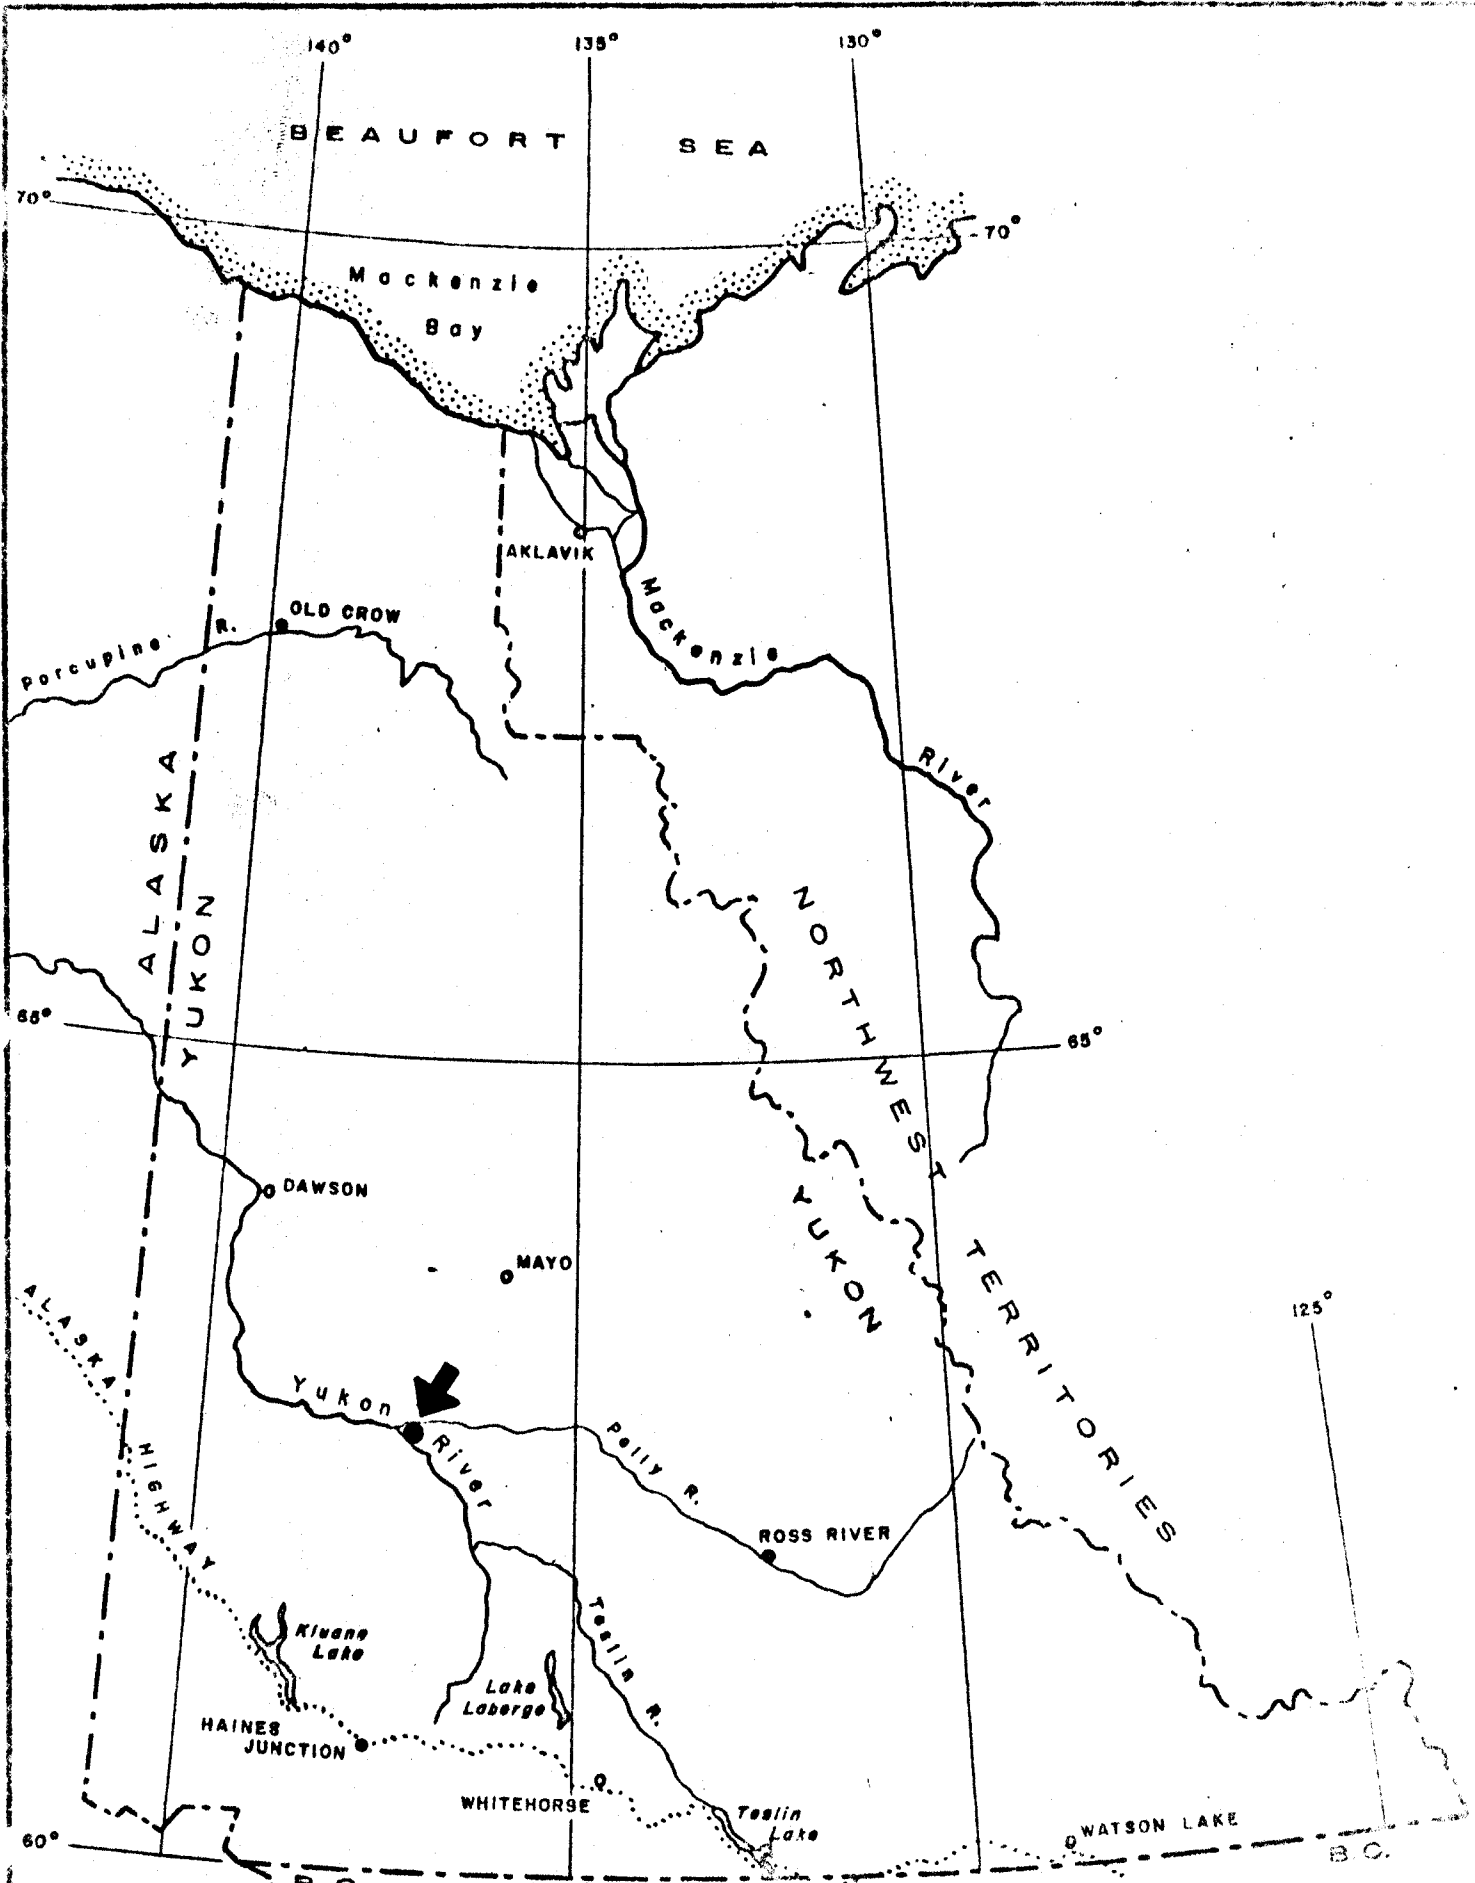 140°
135°
130°
BEAUFORT SEA
70°
70°
Mackenzie
Bay
AKLAVIK
Mackenzie
River
OLD CROW
Porcupine R.
ALASKA
YUKON
NORTHWEST TERRITORIES
65°
65°
YUKON
DAWSON
MAYO
125°
ALASKA
HIGHWAY
Yukon
River
Pelly R.
ROSS RIVER
Teslin R.
Kluane
Lake
Lake
Laberge
HAINES
JUNCTION
WHITEHORSE
Teslin
Lake
WATSON LAKE
60°
B.C.
B.C.